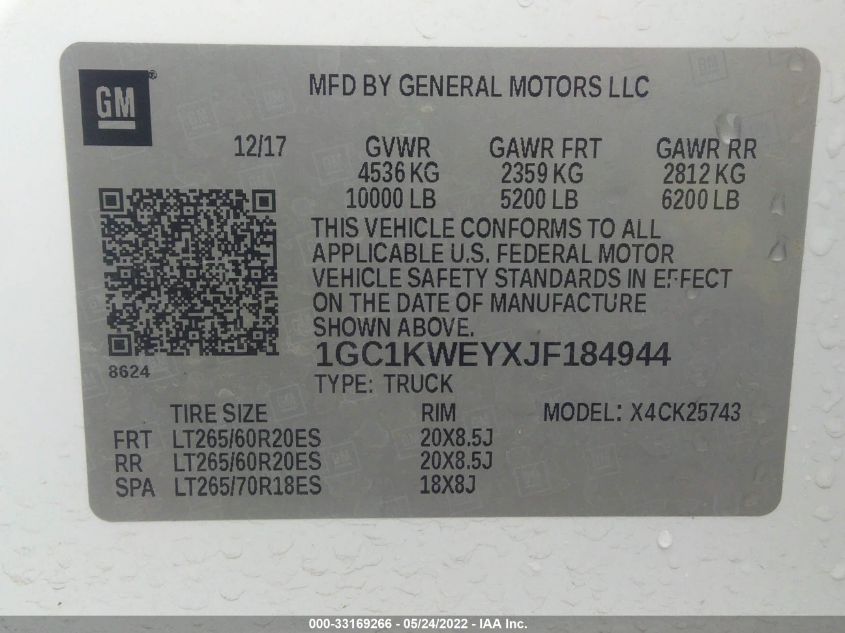 GM
®
MFD BY GENERAL MOTORS LLC
12/17 GVWR GAWR FRT GAWR RR
4536 KG 2359 KG 2812 KG
10000 LB 5200 LB 6200 LB
THIS VEHICLE CONFORMS TO ALL
APPLICABLE U.S. FEDERAL MOTOR
VEHICLE SAFETY STANDARDS IN EFFECT
ON THE DATE OF MANUFACTURE
SHOWN ABOVE.
8624
1GC1KWEYXJF184944
TYPE: TRUCK
TIRE SIZE RIM MODEL: X4CK25743
FRT LT265/60R20ES 20X8.5J
RR LT265/60R20ES 20X8.5J
SPA LT265/70R18ES 18X8J
000-33169266 - 05/24/2022 - IAA Inc.